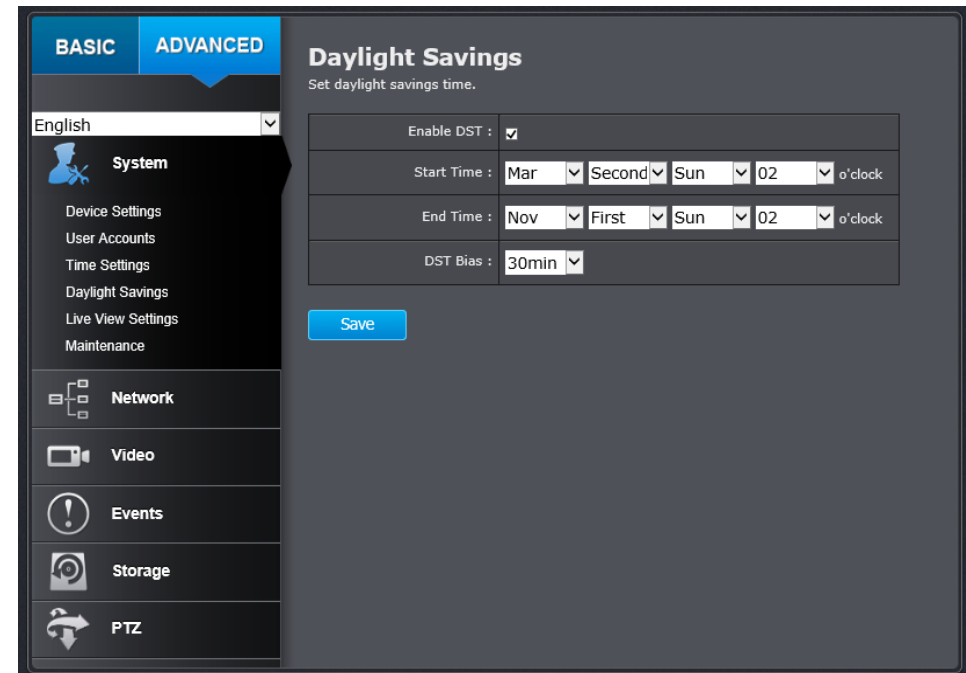 BASIC ADVANCED
English
System
Device Settings
User Accounts
Time Settings
Daylight Savings
Live View Settings
Maintenance
Network
Video
Events
Storage
PTZ
Daylight Savings
Set daylight savings time.
Enable DST :
Start Time : Mar Second Sun 02 o'clock
End Time : Nov First Sun 02 o'clock
DST Bias : 30min
Save